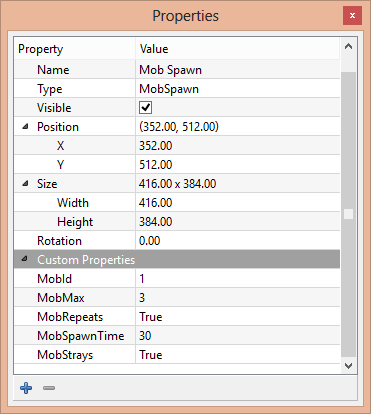 Properties
x
Property Value
Name Mob Spawn
Type MobSpawn
Visible
Position (352.00, 512.00)
X 352.00
Y 512.00
Size 416.00 x 384.00
Width 416.00
Height 384.00
Rotation 0.00
Custom Properties
MobId 1
MobMax 3
MobRepeats True
MobSpawnTime 30
MobStrays True